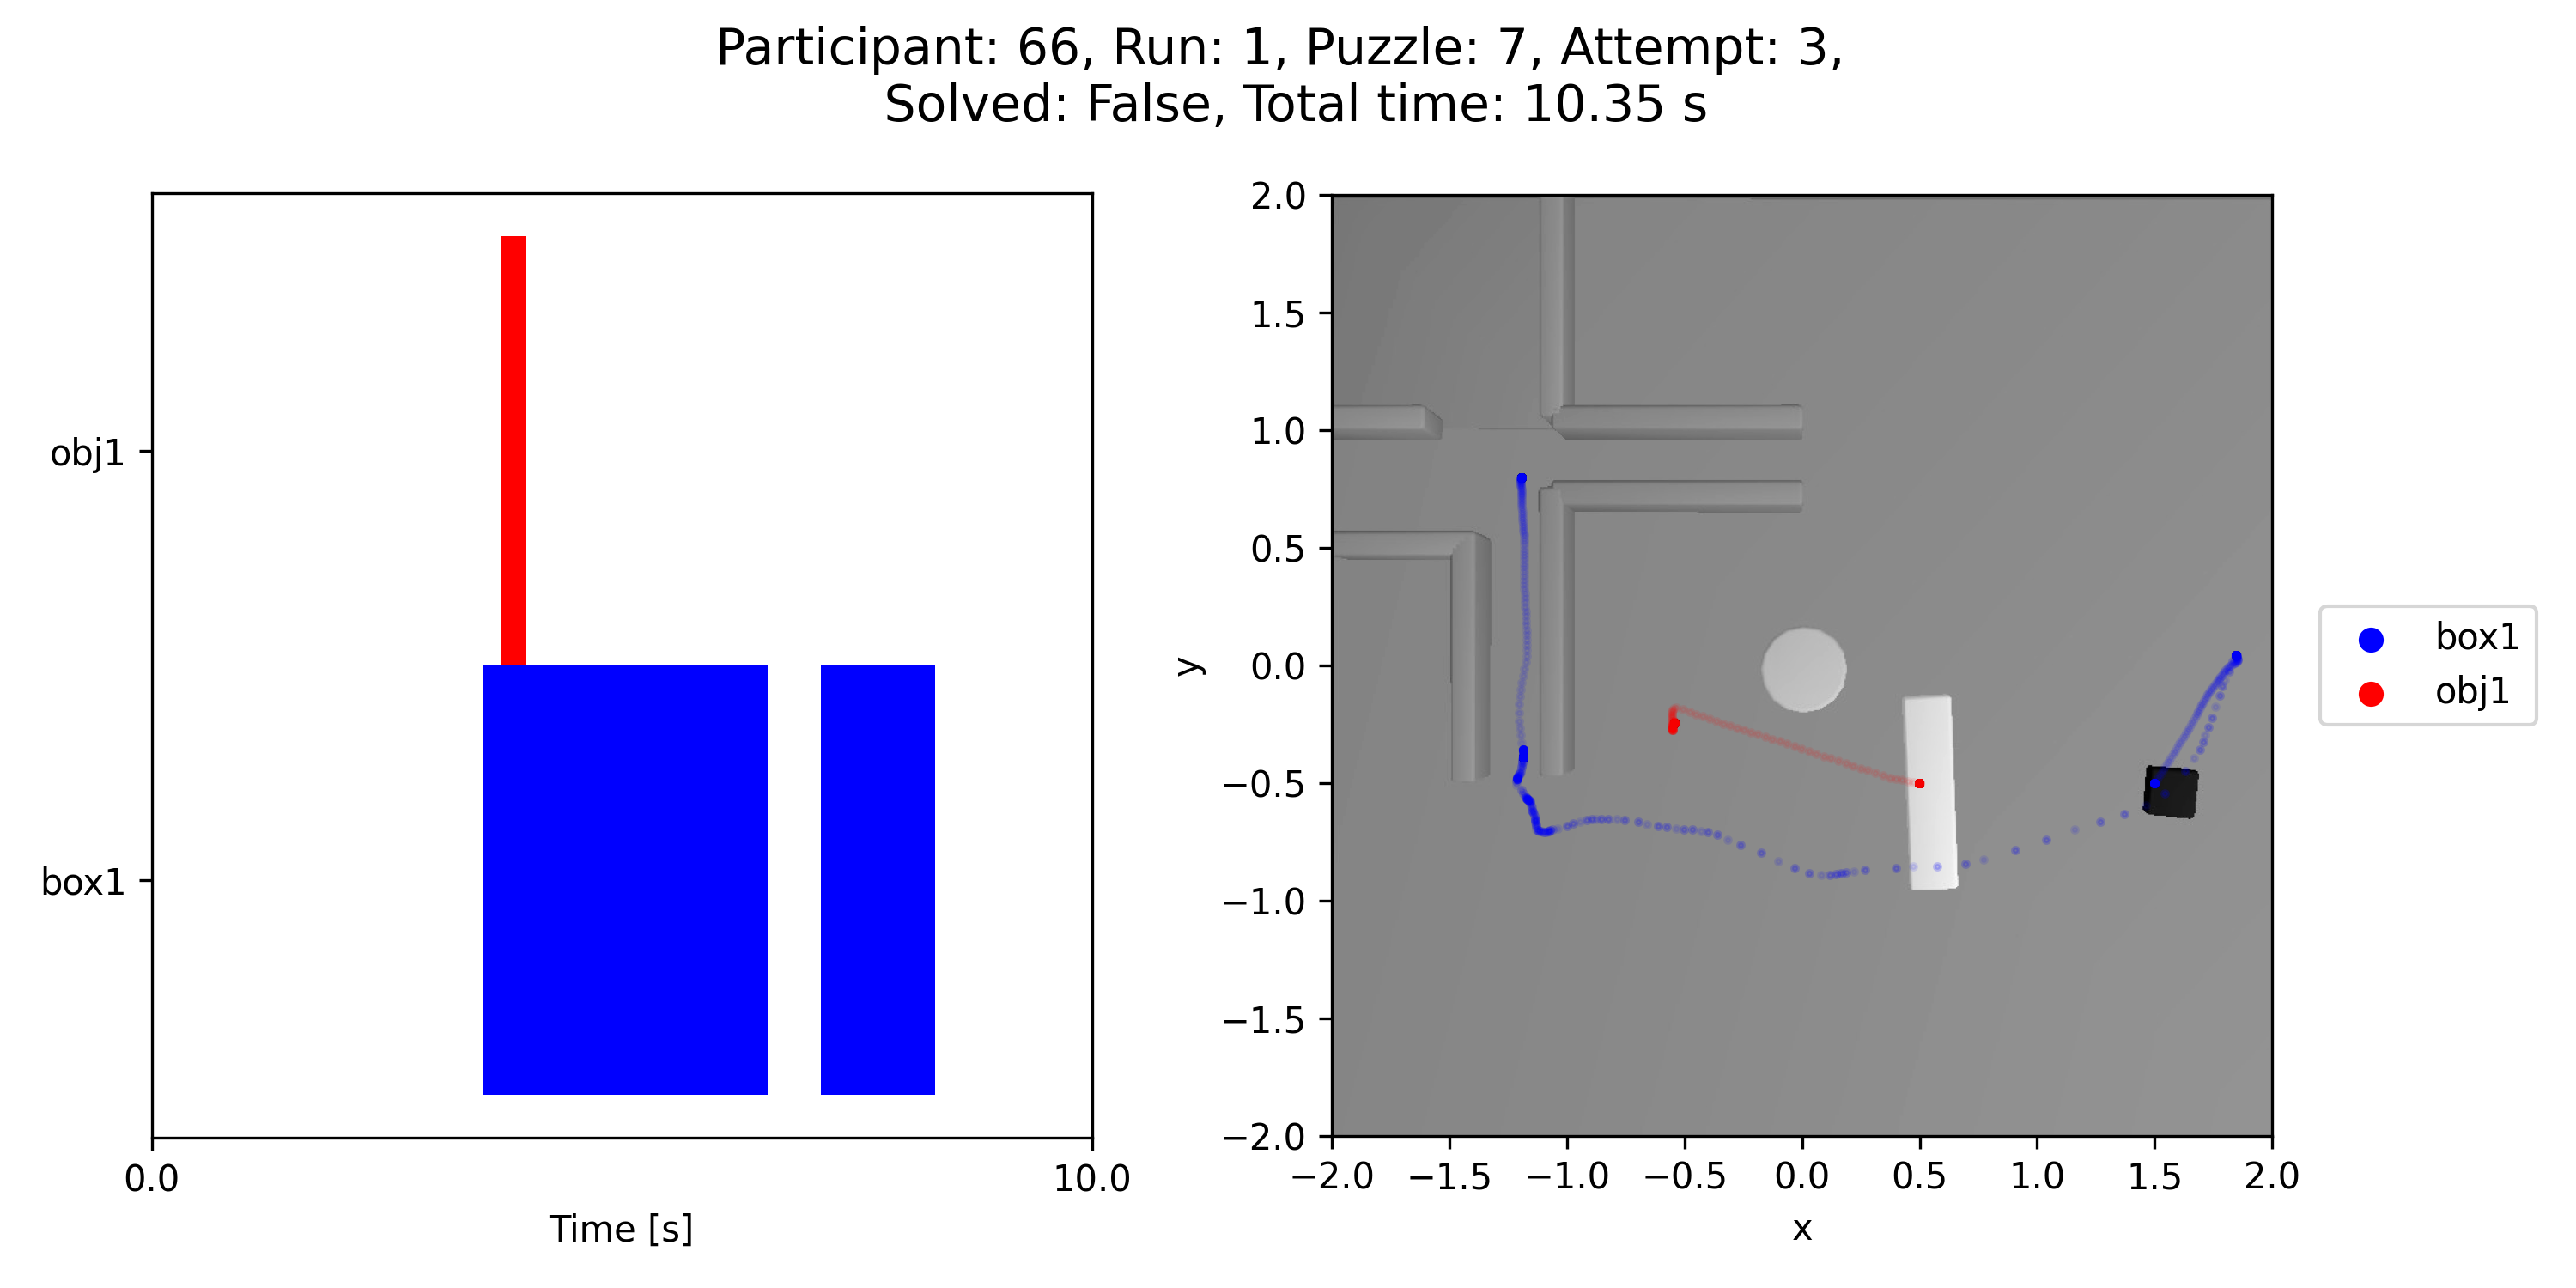 Participant: 66, Run: 1, Puzzle: 7, Attempt: 3,
Solved: False, Total time: 10.35 s
obj1
box1
0.0
10.0
Time [s]
2.0
1.5
1.0
0.5
0.0
−0.5
−1.0
−1.5
−2.0
y
−2.0
−1.5
−1.0
−0.5
0.0
0.5
1.0
1.5
2.0
x
box1
obj1